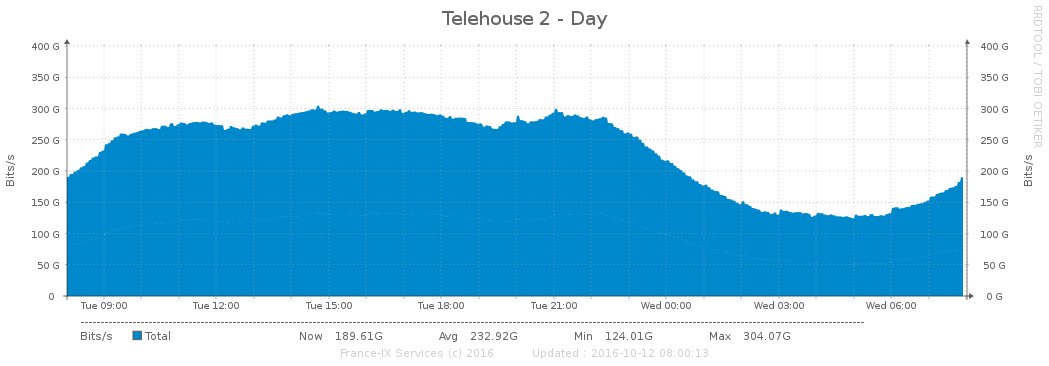 Telehouse 2 - Day
RRDTOOL / TOBI OETIKER
400 G 400 G
350 G 350 G
300 G 300 G
250 G 250 G
200 G 200 G
150 G 150 G
100 G 100 G
50 G 50 G
0 0 G
Bits/s Bits/s
Tue 09:00 Tue 12:00 Tue 15:00 Tue 18:00 Tue 21:00 Wed 00:00 Wed 03:00 Wed 06:00
Bits/s Total Now 189.61G Avg 232.92G Min 124.01G Max 304.07G
France-IX Services (c) 2016 Updated : 2016-10-12 08:00:13